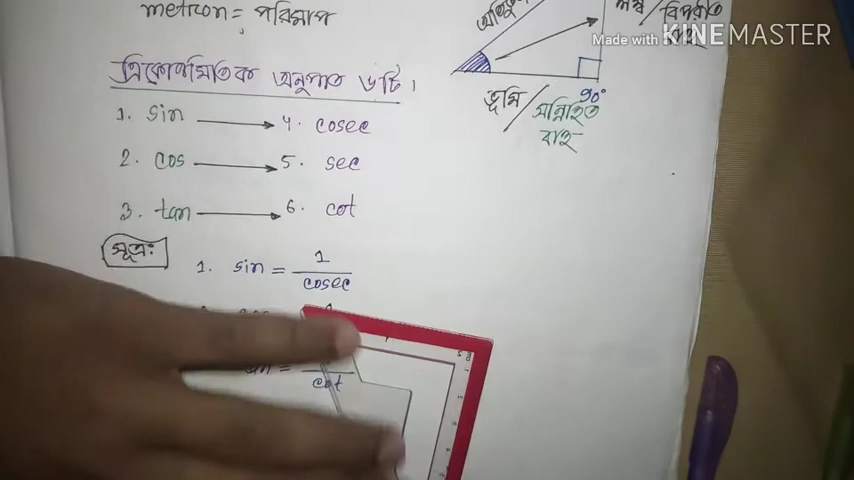 metron = পরিমাপ
লম্ব/বিপরীত
বাহু
Made with KINEMASTER
90°
ভূমি/সন্নিহিত
বাহু
ত্রিকোণমিতিক অনুপাত ৬টি।
1. sin → 4. cosec
2. cos → 5. sec
3. tan → 6. cot
সূত্র:
1. sin = 1/cosec
cot